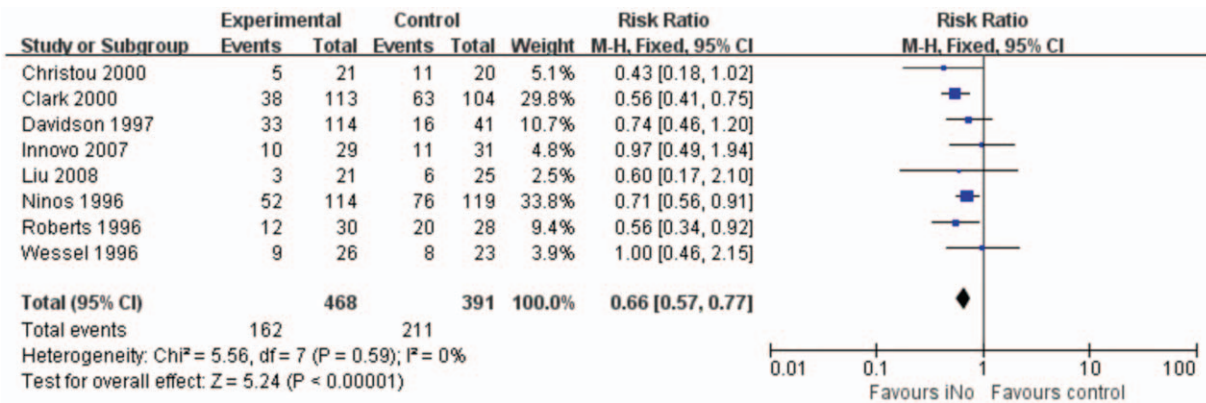 Experimental Control Risk Ratio Risk Ratio
Study or Subgroup Events Total Events Total Weight M-H, Fixed, 95% CI M-H, Fixed, 95% CI
Christou 2000 5 21 11 20 5.1% 0.43 [0.18, 1.02]
Clark 2000 38 113 63 104 29.8% 0.56 [0.41, 0.75]
Davidson 1997 33 114 16 41 10.7% 0.74 [0.46, 1.20]
Innovo 2007 10 29 11 31 4.8% 0.97 [0.49, 1.94]
Liu 2008 3 21 6 25 2.5% 0.60 [0.17, 2.10]
Ninos 1996 52 114 76 119 33.8% 0.71 [0.56, 0.91]
Roberts 1996 12 30 20 28 9.4% 0.56 [0.34, 0.92]
Wessel 1996 9 26 8 23 3.9% 1.00 [0.46, 2.15]
Total (95% CI) 468 391 100.0% 0.66 [0.57, 0.77]
Total events 162 211
Heterogeneity: Chi² = 5.56, df = 7 (P = 0.59); I² = 0%
Test for overall effect: Z = 5.24 (P < 0.00001)
0.01 0.1 1 10 100
Favours iNo Favours control